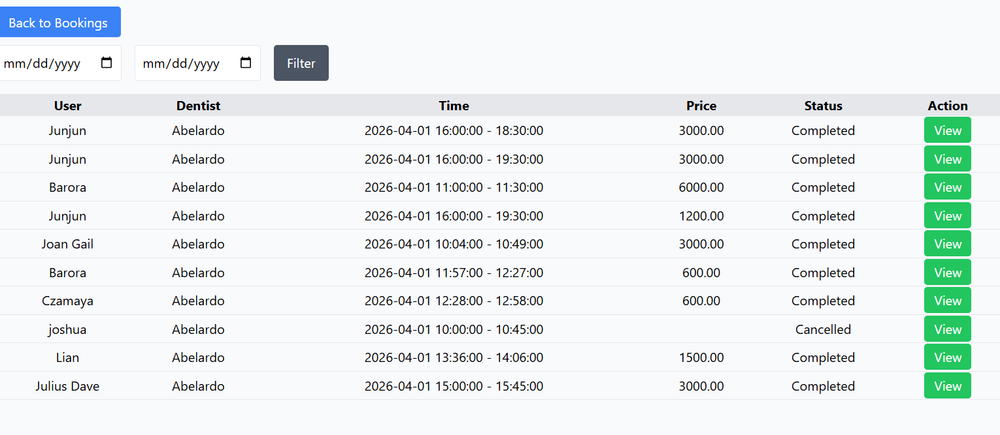 Back to Bookings
mm/dd/yyyy mm/dd/yyyy Filter
User Dentist Time Price Status Action
Junjun Abelardo 2026-04-01 16:00:00 - 18:30:00 3000.00 Completed View
Junjun Abelardo 2026-04-01 16:00:00 - 19:30:00 3000.00 Completed View
Barora Abelardo 2026-04-01 11:00:00 - 11:30:00 6000.00 Completed View
Junjun Abelardo 2026-04-01 16:00:00 - 19:30:00 1200.00 Completed View
Joan Gail Abelardo 2026-04-01 10:04:00 - 10:49:00 3000.00 Completed View
Barora Abelardo 2026-04-01 11:57:00 - 12:27:00 600.00 Completed View
Czamaya Abelardo 2026-04-01 12:28:00 - 12:58:00 600.00 Completed View
joshua Abelardo 2026-04-01 10:00:00 - 10:45:00 Cancelled View
Lian Abelardo 2026-04-01 13:36:00 - 14:06:00 1500.00 Completed View
Julius Dave Abelardo 2026-04-01 15:00:00 - 15:45:00 3000.00 Completed View